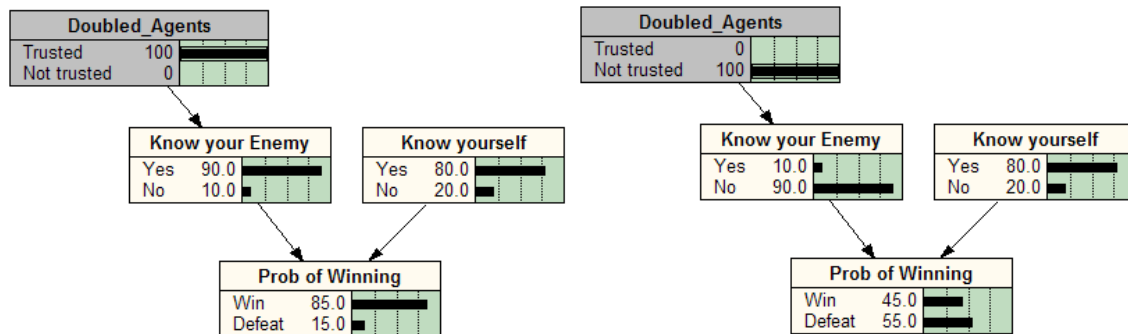 Doubled_Agents
Trusted 100
Not trusted 0
Know your Enemy
Yes 90.0
No 10.0
Know yourself
Yes 80.0
No 20.0
Prob of Winning
Win 85.0
Defeat 15.0
Doubled_Agents
Trusted 0
Not trusted 100
Know your Enemy
Yes 10.0
No 90.0
Know yourself
Yes 80.0
No 20.0
Prob of Winning
Win 45.0
Defeat 55.0